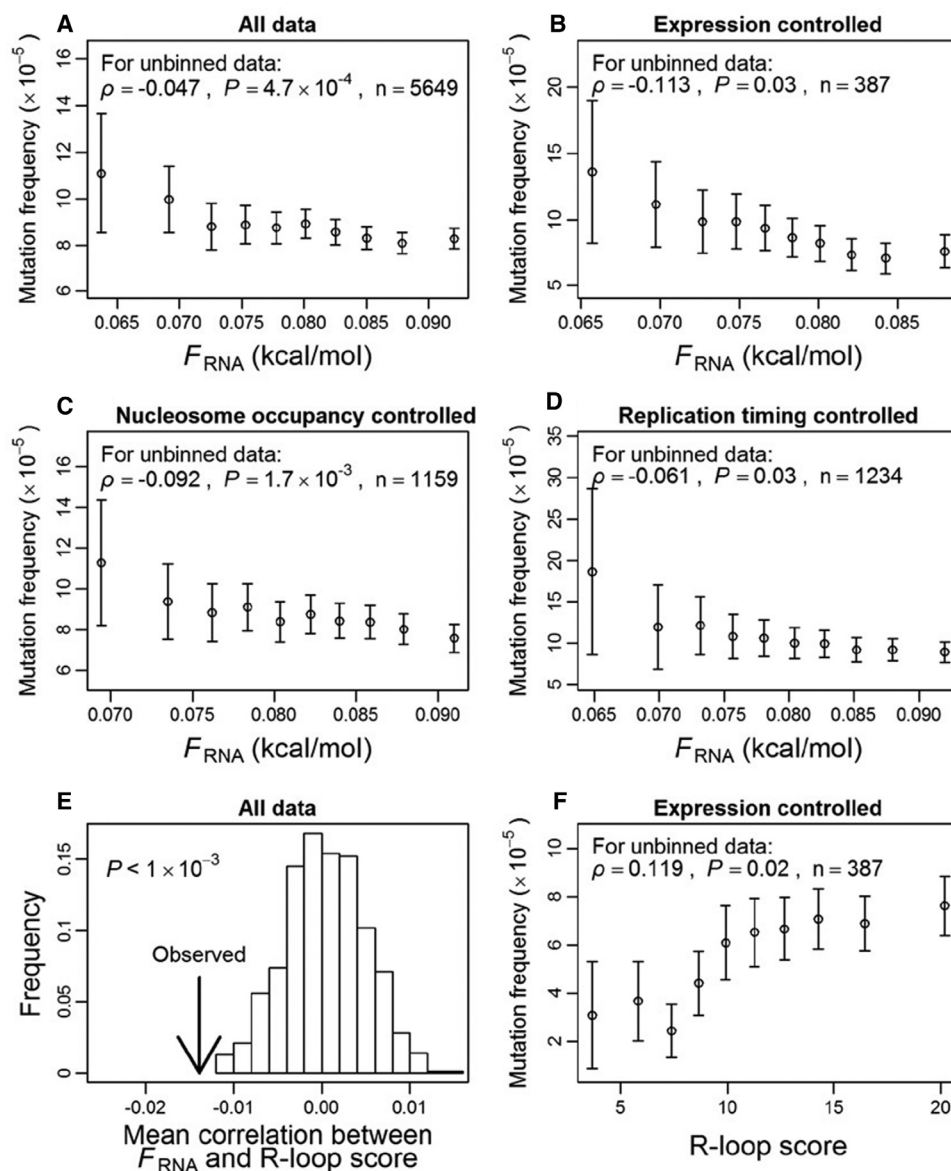 A
All data
For unbinned data:
ρ = -0.047 , P = 4.7 × 10⁻⁴ , n = 5649
Mutation frequency (× 10⁻⁵)
16
14
12
10
8
6
0.065 0.070 0.075 0.080 0.085 0.090
F_RNA (kcal/mol)
B
Expression controlled
For unbinned data:
ρ = -0.113 , P = 0.03 , n = 387
Mutation frequency (× 10⁻⁵)
20
15
10
5
0.065 0.070 0.075 0.080 0.085
F_RNA (kcal/mol)
C
Nucleosome occupancy controlled
For unbinned data:
ρ = -0.092 , P = 1.7 × 10⁻³ , n = 1159
Mutation frequency (× 10⁻⁵)
16
14
12
10
8
6
0.070 0.075 0.080 0.085 0.090
F_RNA (kcal/mol)
D
Replication timing controlled
For unbinned data:
ρ = -0.061 , P = 0.03 , n = 1234
Mutation frequency (× 10⁻⁵)
35
30
25
20
15
10
5
0.065 0.070 0.075 0.080 0.085 0.090
F_RNA (kcal/mol)
E
All data
P < 1 × 10⁻³
Observed
Frequency
0.15
0.1
0.05
0
-0.02 -0.01 0.00 0.01
Mean correlation between
F_RNA and R-loop score
F
Expression controlled
For unbinned data:
ρ = 0.119 , P = 0.02 , n = 387
Mutation frequency (× 10⁻⁵)
10
8
6
4
2
5 10 15 20
R-loop score